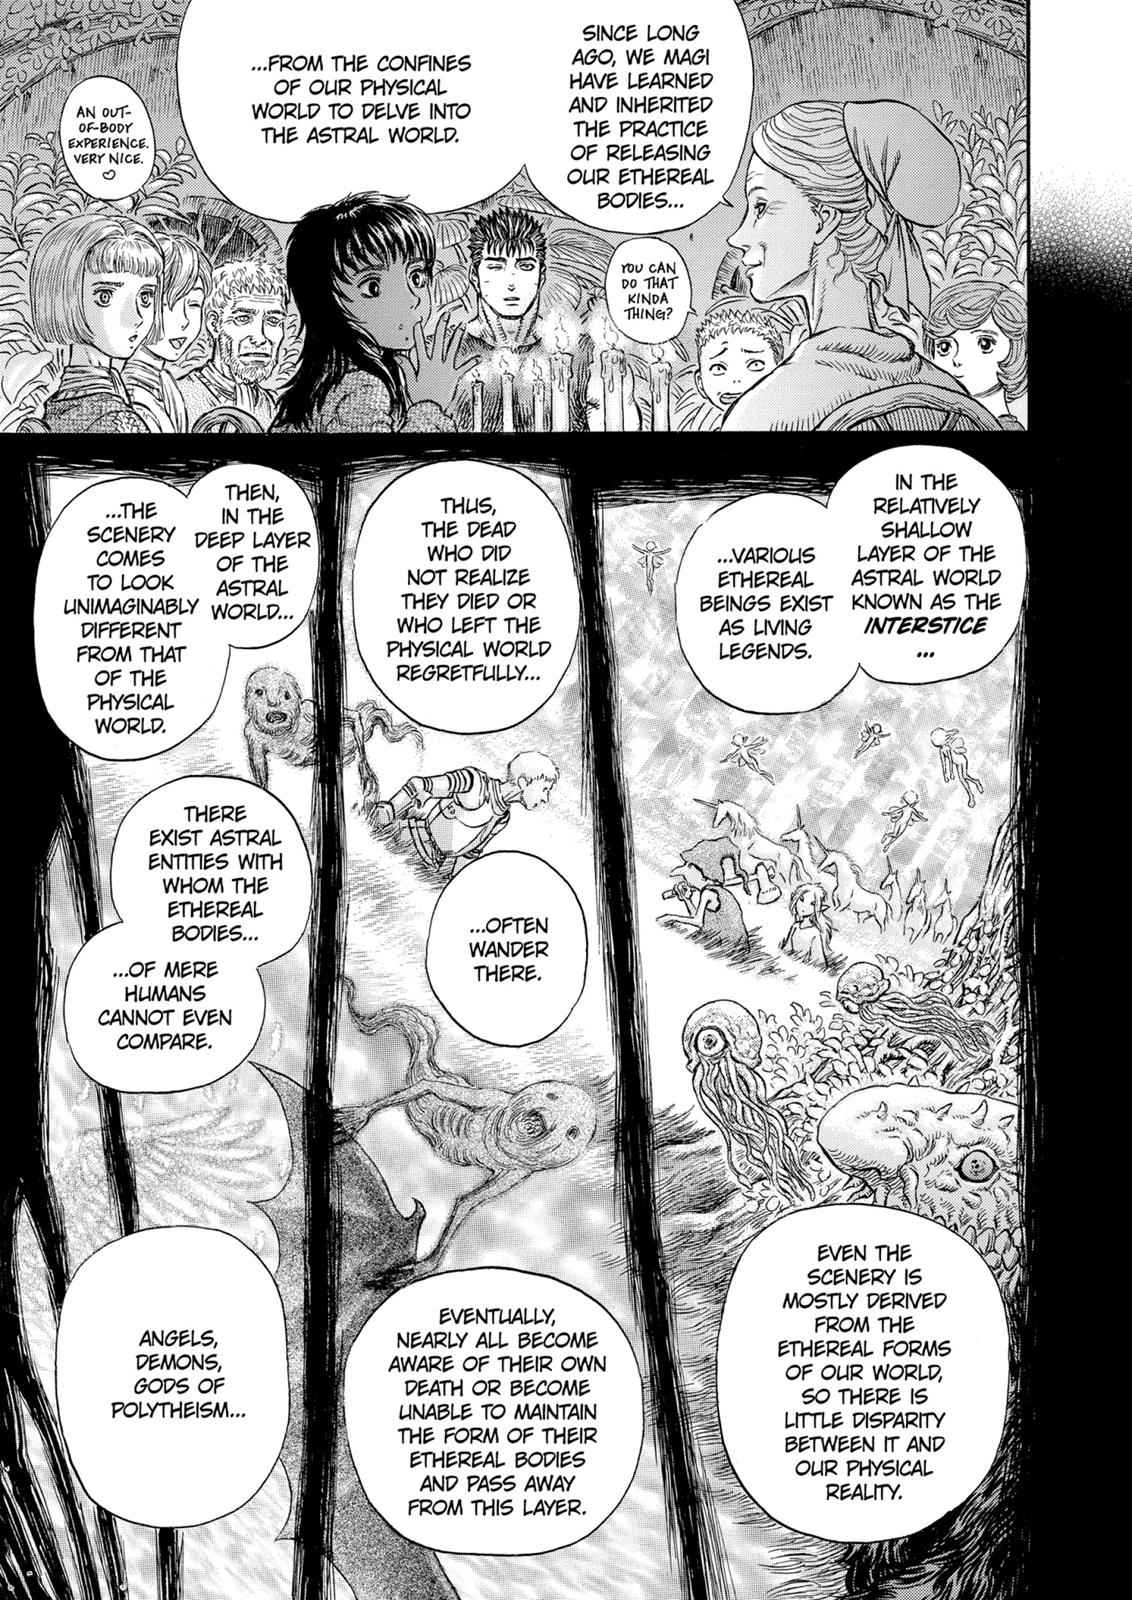 SINCE LONG
AGO, WE MAGI
HAVE LEARNED
AND INHERITED
THE PRACTICE
OF RELEASING
OUR ETHEREAL
BODIES...
...FROM THE CONFINES
OF OUR PHYSICAL
WORLD TO DELVE INTO
THE ASTRAL WORLD.
YOU CAN
DO THAT
KINDA
THING?
AN OUT-
OF-BODY
EXPERIENCE.
VERY NICE.
♡
IN THE
RELATIVELY
SHALLOW
LAYER OF THE
ASTRAL WORLD
KNOWN AS THE
INTERSTICE
...
...VARIOUS
ETHEREAL
BEINGS EXIST
AS LIVING
LEGENDS.
EVEN THE
SCENERY IS
MOSTLY DERIVED
FROM THE
ETHEREAL FORMS
OF OUR WORLD,
SO THERE IS
LITTLE DISPARITY
BETWEEN IT AND
OUR PHYSICAL
REALITY.
THUS,
THE DEAD
WHO DID
NOT REALIZE
THEY DIED OR
WHO LEFT THE
PHYSICAL WORLD
REGRETFULLY...
...OFTEN
WANDER
THERE.
EVENTUALLY,
NEARLY ALL BECOME
AWARE OF THEIR OWN
DEATH OR BECOME
UNABLE TO MAINTAIN
THE FORM OF THEIR
ETHEREAL BODIES
AND PASS AWAY
FROM THIS LAYER.
THEN,
IN THE
DEEP LAYER
OF THE
ASTRAL
WORLD...
...THE
SCENERY
COMES
TO LOOK
UNIMAGINABLY
DIFFERENT
FROM THAT
OF THE
PHYSICAL
WORLD.
THERE
EXIST ASTRAL
ENTITIES WITH
WHOM THE
ETHEREAL
BODIES...
...OF MERE
HUMANS
CANNOT EVEN
COMPARE.
ANGELS,
DEMONS,
GODS OF
POLYTHEISM...